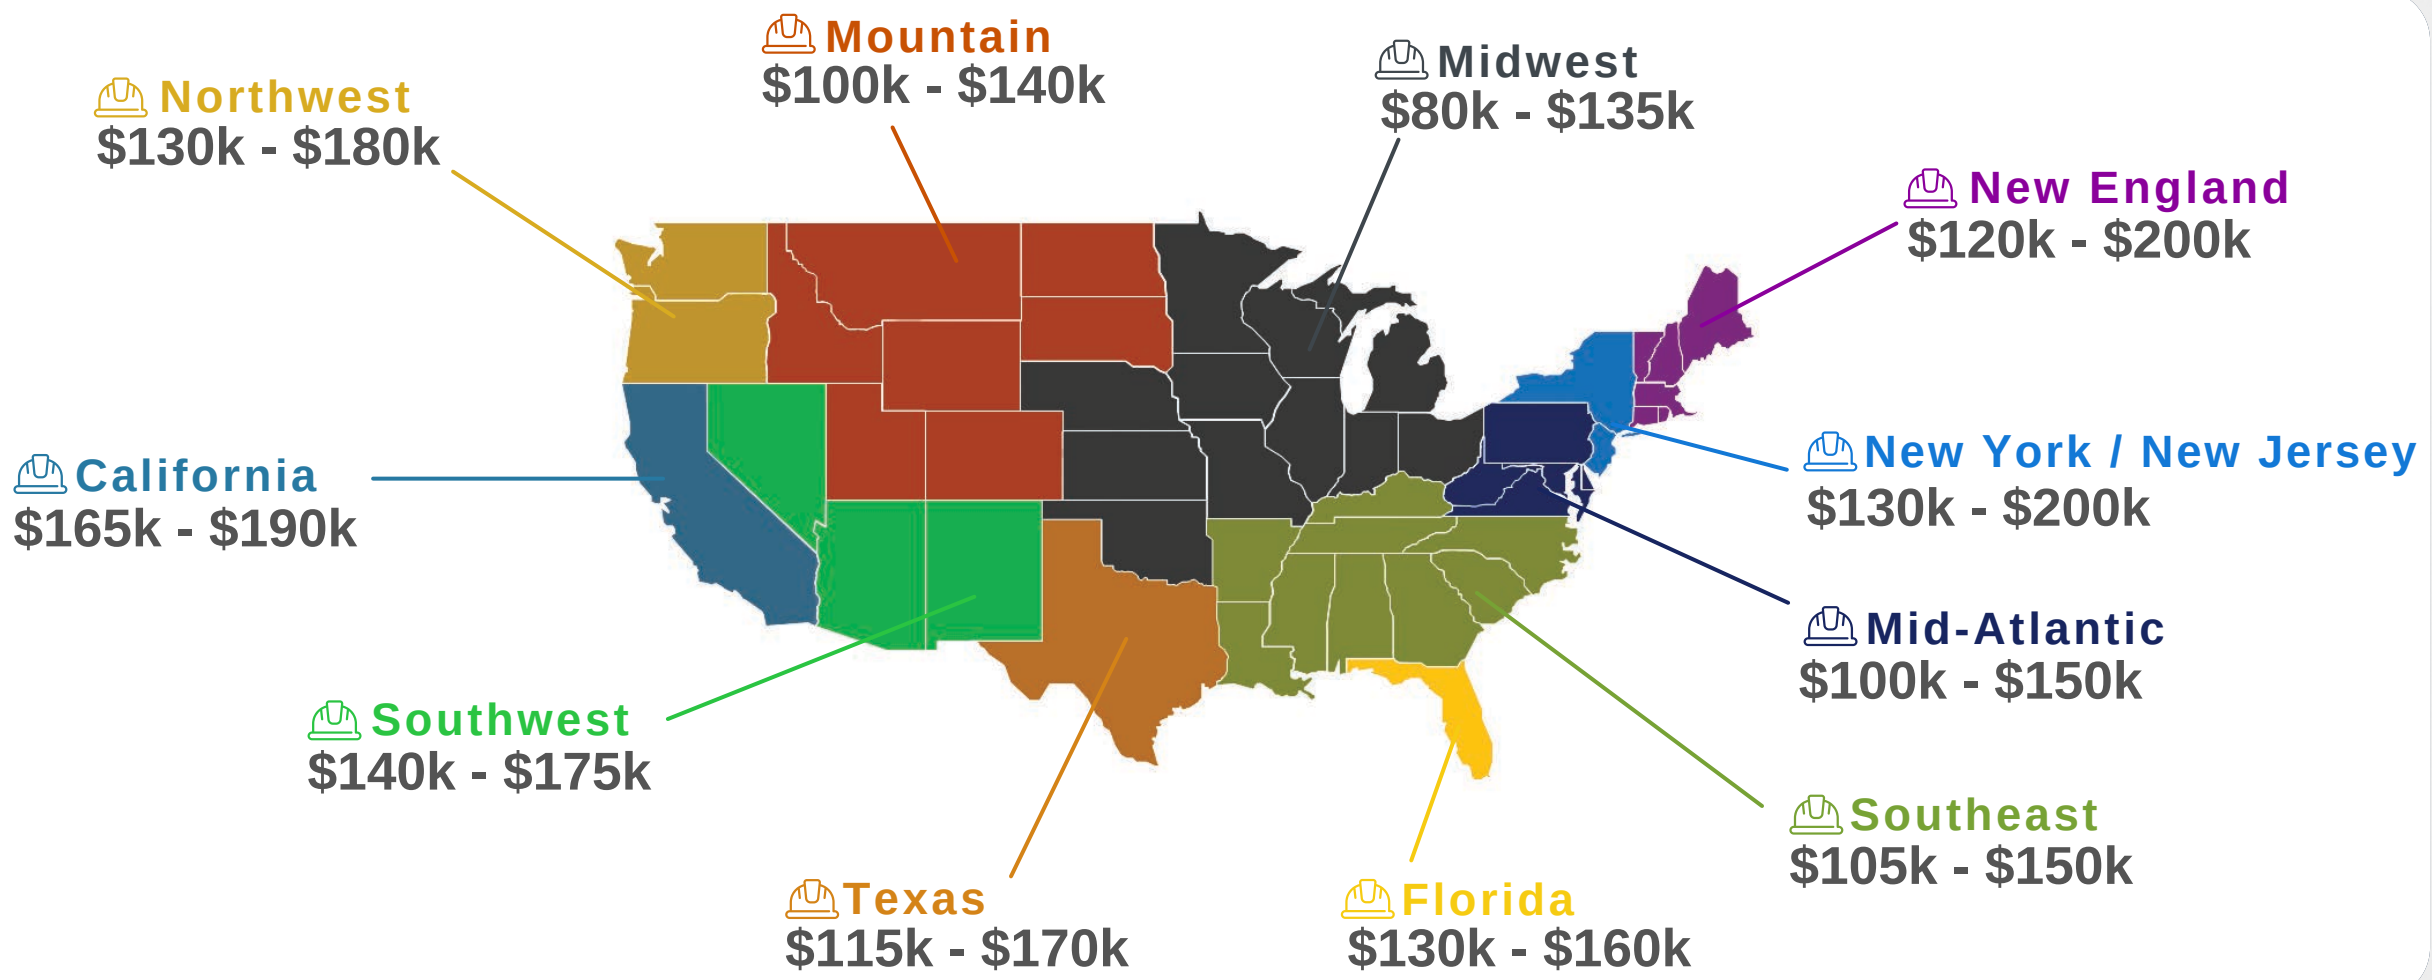 Mountain
$100k - $140k
Midwest
$80k - $135k
Northwest
$130k - $180k
New England
$120k - $200k
California
$165k - $190k
New York / New Jersey
$130k - $200k
Mid-Atlantic
$100k - $150k
Southwest
$140k - $175k
Southeast
$105k - $150k
Texas
$115k - $170k
Florida
$130k - $160k